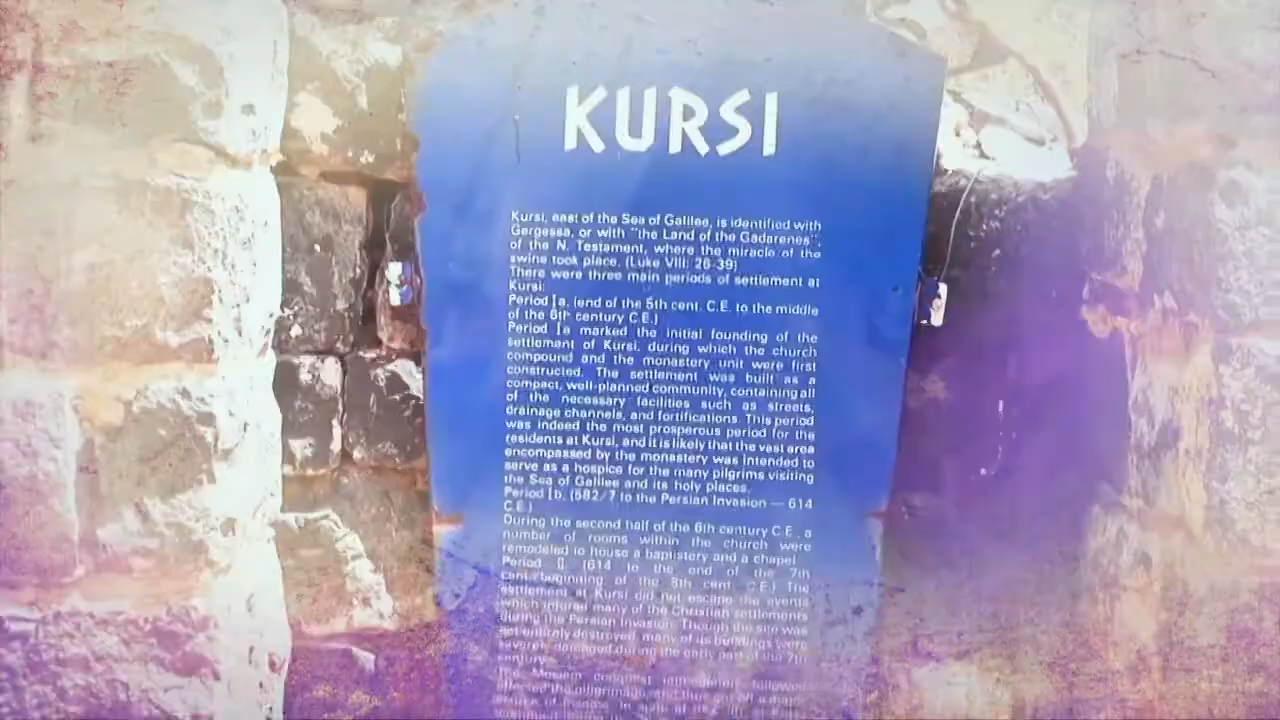 KURSI
Kursi, east of the Sea of Galilee, is identified with
Gergessa, or with "the Land of the Gadarenes",
of the N. Testament, where the miracle of the
swine took place. (Luke VIII: 26-39)
There were three main periods of settlement at
Kursi:
Period Ia. (end of the 5th cent. C.E. to the middle
of the 6th century C.E.)
Period Ia marked the initial founding of the
settlement of Kursi, during which the church
compound and the monastery unit were first
constructed. The settlement was built as a
compact, well-planned community, containing all
of the necessary facilities such as streets,
drainage channels, and fortifications. This period
was indeed the most prosperous period for the
residents at Kursi, and it is likely that the vast area
encompassed by the monastery was intended to
serve as a hospice for the many pilgrims visiting
the Sea of Galilee and its holy places.
Period Ib. (582/7 to the Persian Invasion — 614
C.E.)
During the second half of the 6th century C.E., a
number of rooms within the church were
remodeled to house a baptistery and a chapel.
Period II. (614 to the end of the 7th
cent./beginning of the 8th cent. C.E.) The
settlement at Kursi did not escape the events
which injured many of the Christian settlements
during the Persian Invasion. Though the site was
not entirely destroyed, many of its buildings were
severely damaged during the early part of the 7th
century.
The Moslem conquest followed